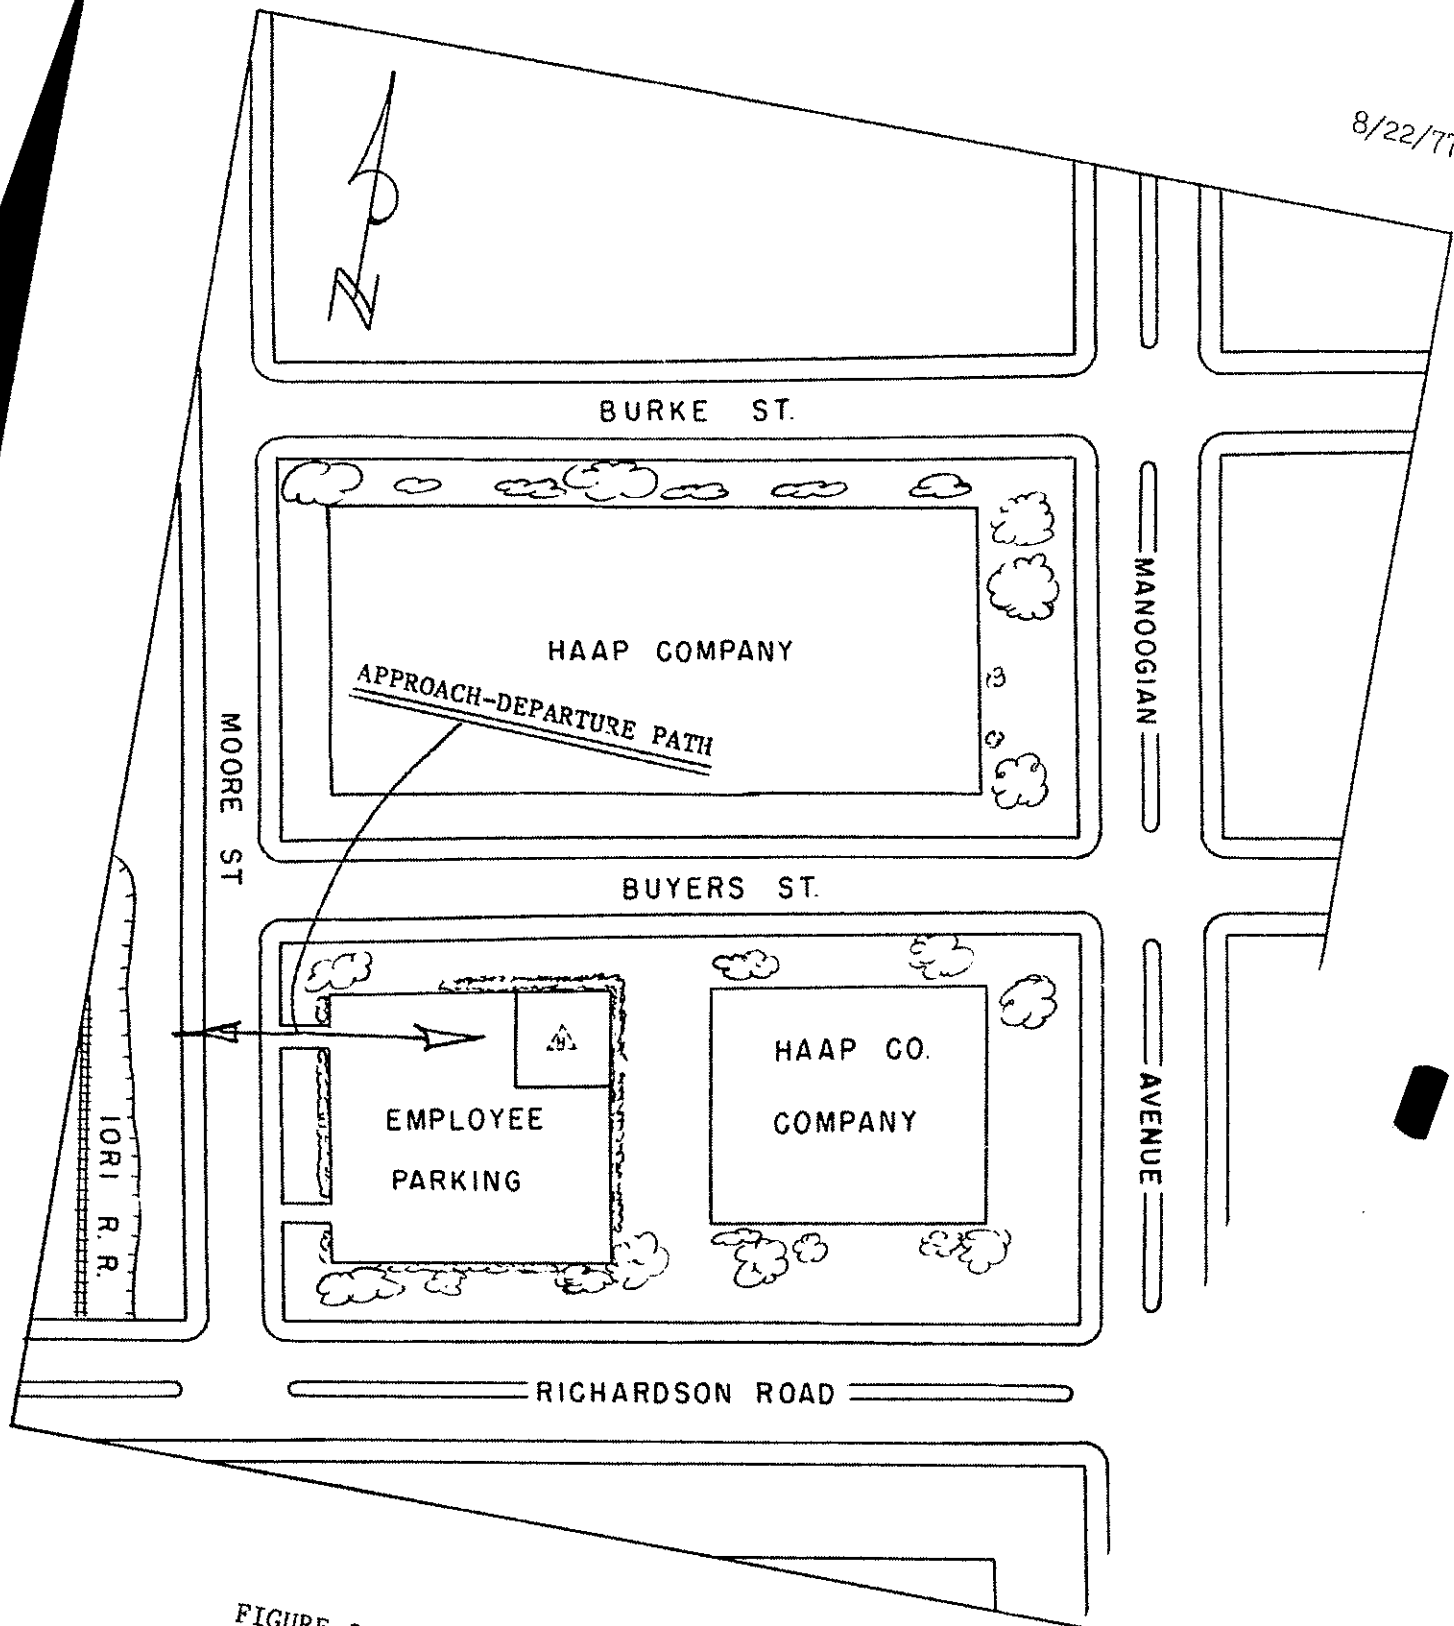 8/22/77
N
BURKE ST.
HAAP COMPANY
APPROACH-DEPARTURE PATH
MANOOGIAN
MOORE ST
BUYERS ST.
H
HAAP CO.
COMPANY
EMPLOYEE
PARKING
AVENUE
IORI R. R.
RICHARDSON ROAD
FIGURE